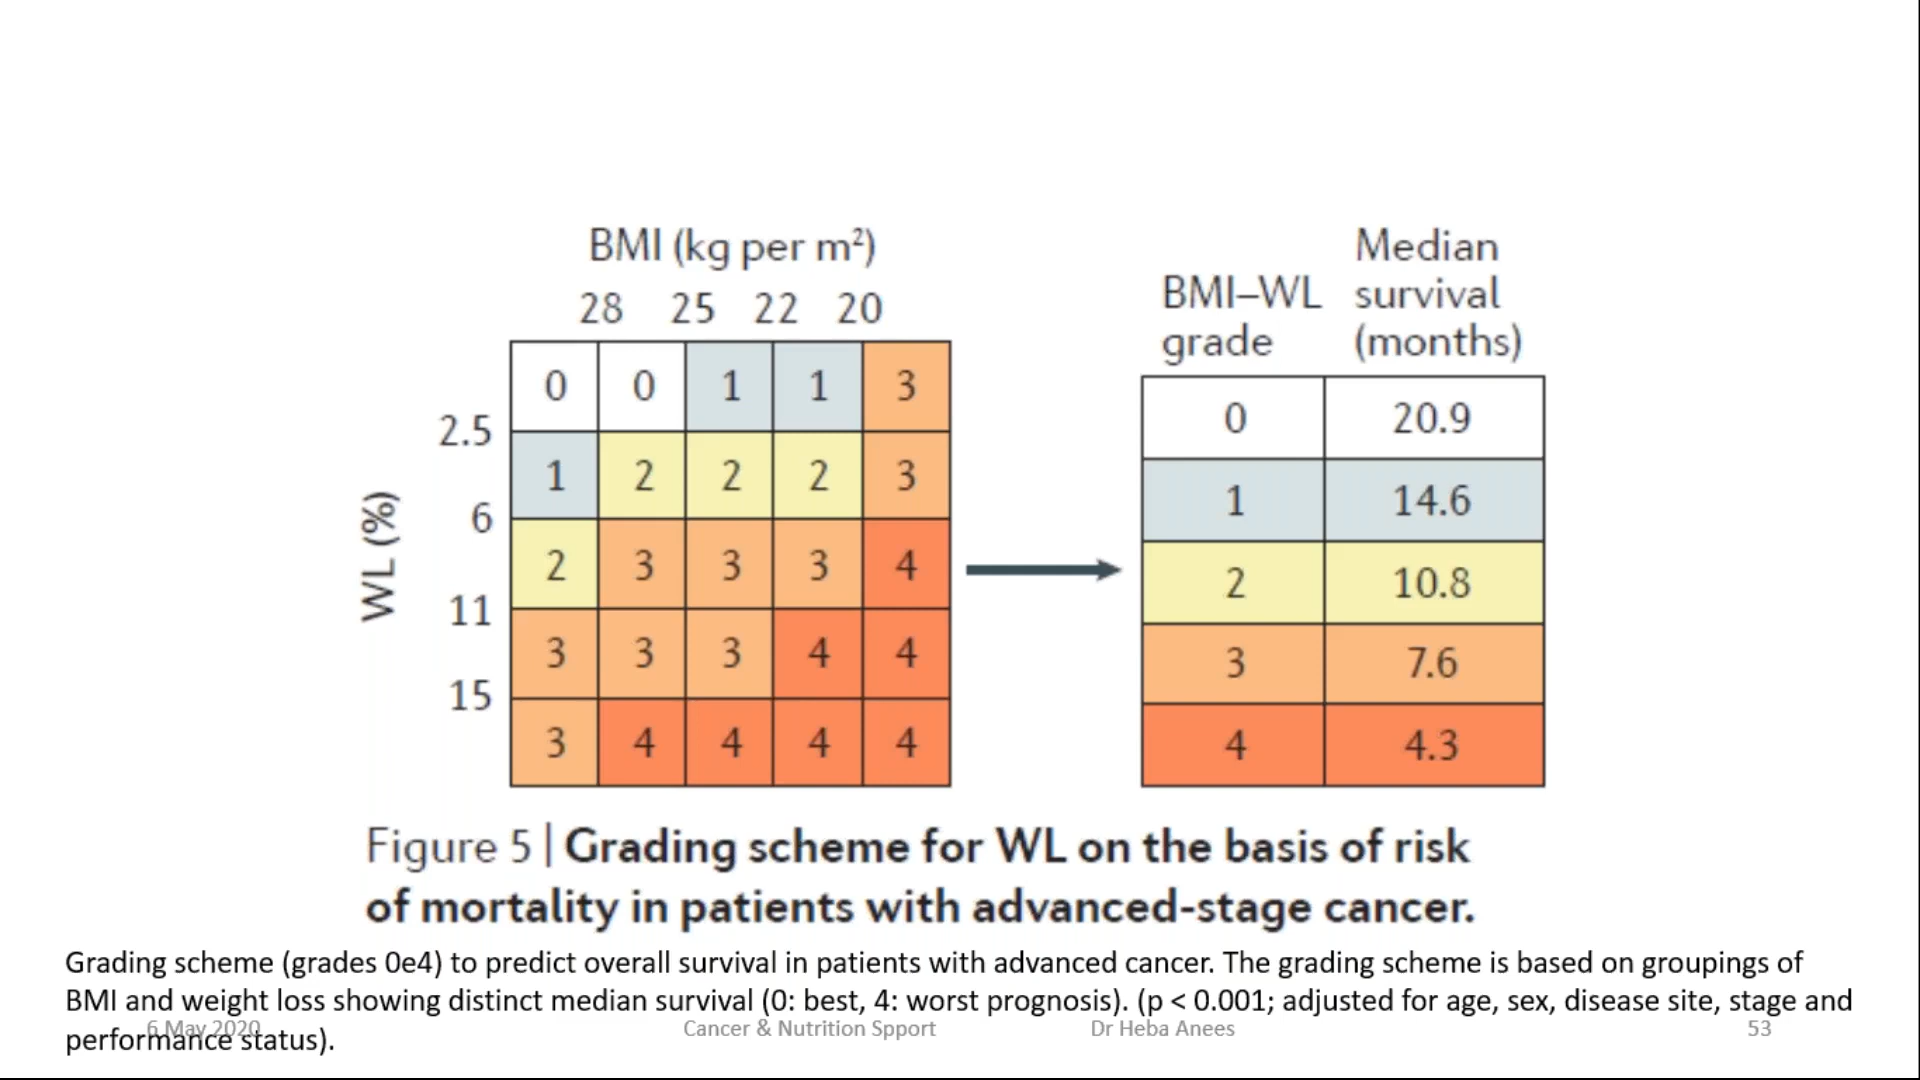 BMI (kg per m²)
28 25 22 20
WL (%)
0 0 1 1 3
2.5
1 2 2 2 3
6
2 3 3 3 4
11
3 3 3 4 4
15
3 4 4 4 4
BMI–WL
grade
Median
survival
(months)
0 20.9
1 14.6
2 10.8
3 7.6
4 4.3
Figure 5 | Grading scheme for WL on the basis of risk
of mortality in patients with advanced-stage cancer.
Grading scheme (grades 0e4) to predict overall survival in patients with advanced cancer. The grading scheme is based on groupings of
BMI and weight loss showing distinct median survival (0: best, 4: worst prognosis). (p < 0.001; adjusted for age, sex, disease site, stage and
performance status).
6 May 2020
Cancer & Nutrition Spport
Dr Heba Anees
53